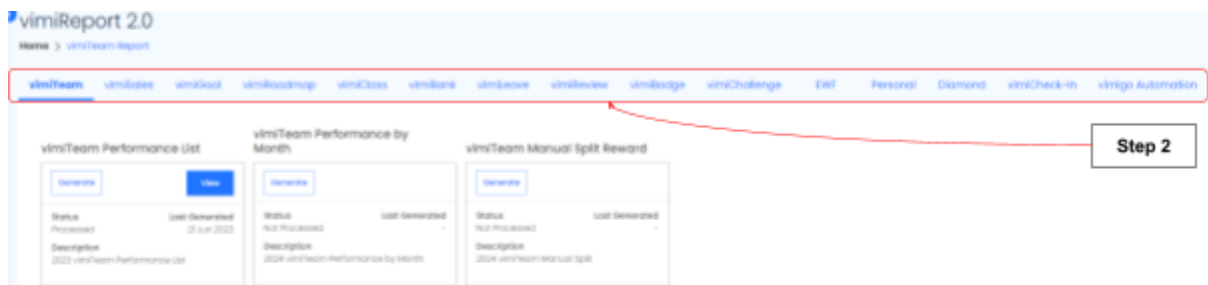 vimiReport 2.0
Home > vimiTeam Report
vimiTeam vimiSales vimiGoal vimiRoadmap vimiClass vimiBank vimiLeave vimiReview vimiBadge vimiChallenge EWF Personal Diamond vimiCheck-In vimigo Automation
Step 2
vimiTeam Performance List
Generate View
Status Last Generated
Processed 21 Jun 2023
Description
2023 vimiTeam Performance List
vimiTeam Performance by
Month
Generate
Status Last Generated
Not Processed -
Description
2024 vimiTeam Performance by Month
vimiTeam Manual Split Reward
Generate
Status Last Generated
Not Processed -
Description
2024 vimiTeam Manual Split